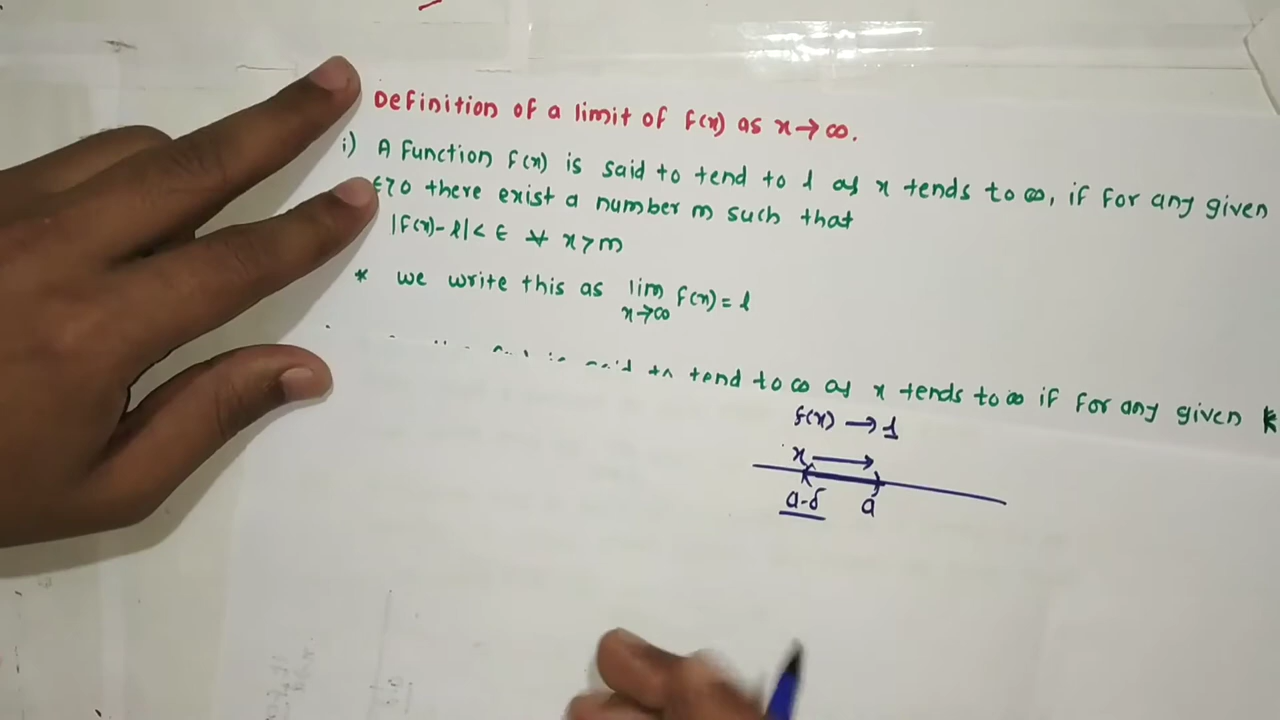 Definition of a limit of f(x) as x→∞.
i) A function f(x) is said to tend to l as x tends to ∞, if for any given
ε>0 there exist a number m such that
|f(x)-l|< ε ∀ x>m
* we write this as lim f(x)= l
x→∞
said to tend to ∞ as x tends to ∞ if for any given k
f(x) →l
x →
a-δ a